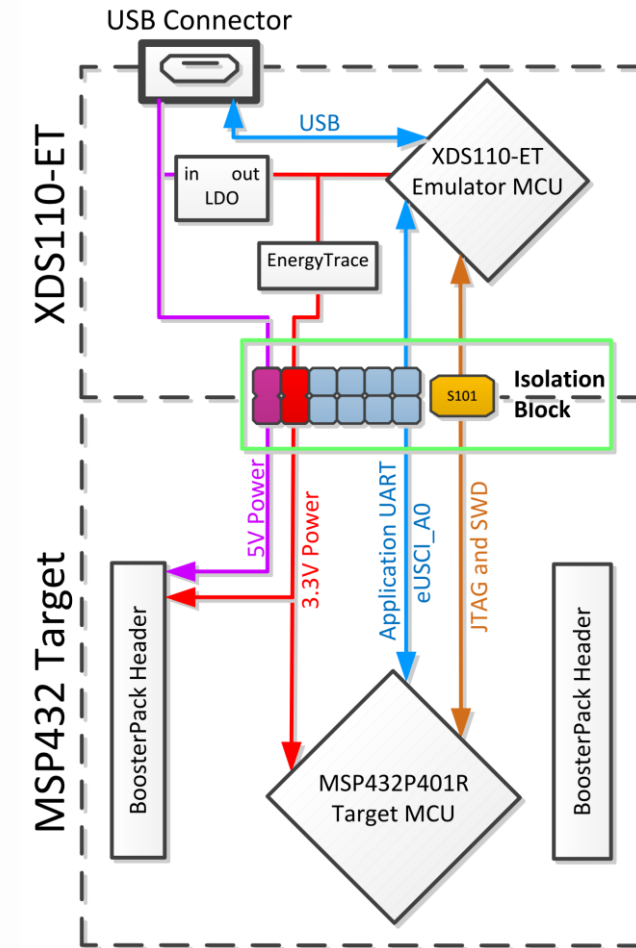 USB Connector
XDS110-ET
USB
XDS110-ET
Emulator MCU
in out
LDO
EnergyTrace
S101
Isolation
Block
5V Power
3.3V Power
Application UART
eUSCI_A0
JTAG and SWD
MSP432 Target
BoosterPack Header
MSP432P401R
Target MCU
BoosterPack Header